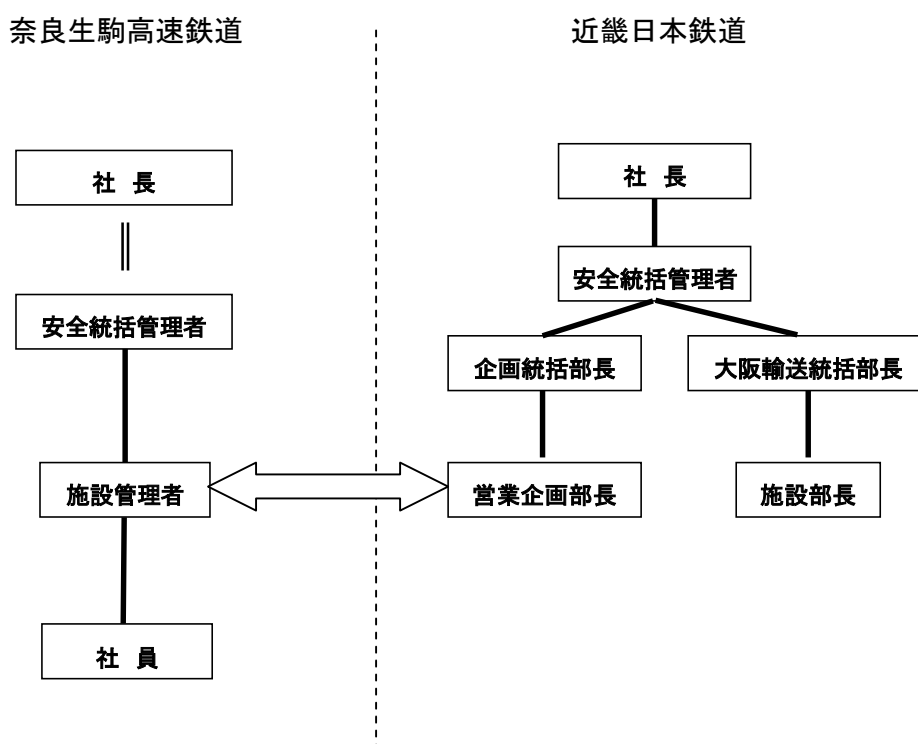 奈良生駒高速鉄道
近畿日本鉄道
社 長
社 長
安全統括管理者
安全統括管理者
企画統括部長
大阪輸送統括部長
施設管理者
営業企画部長
施設部長
社 員